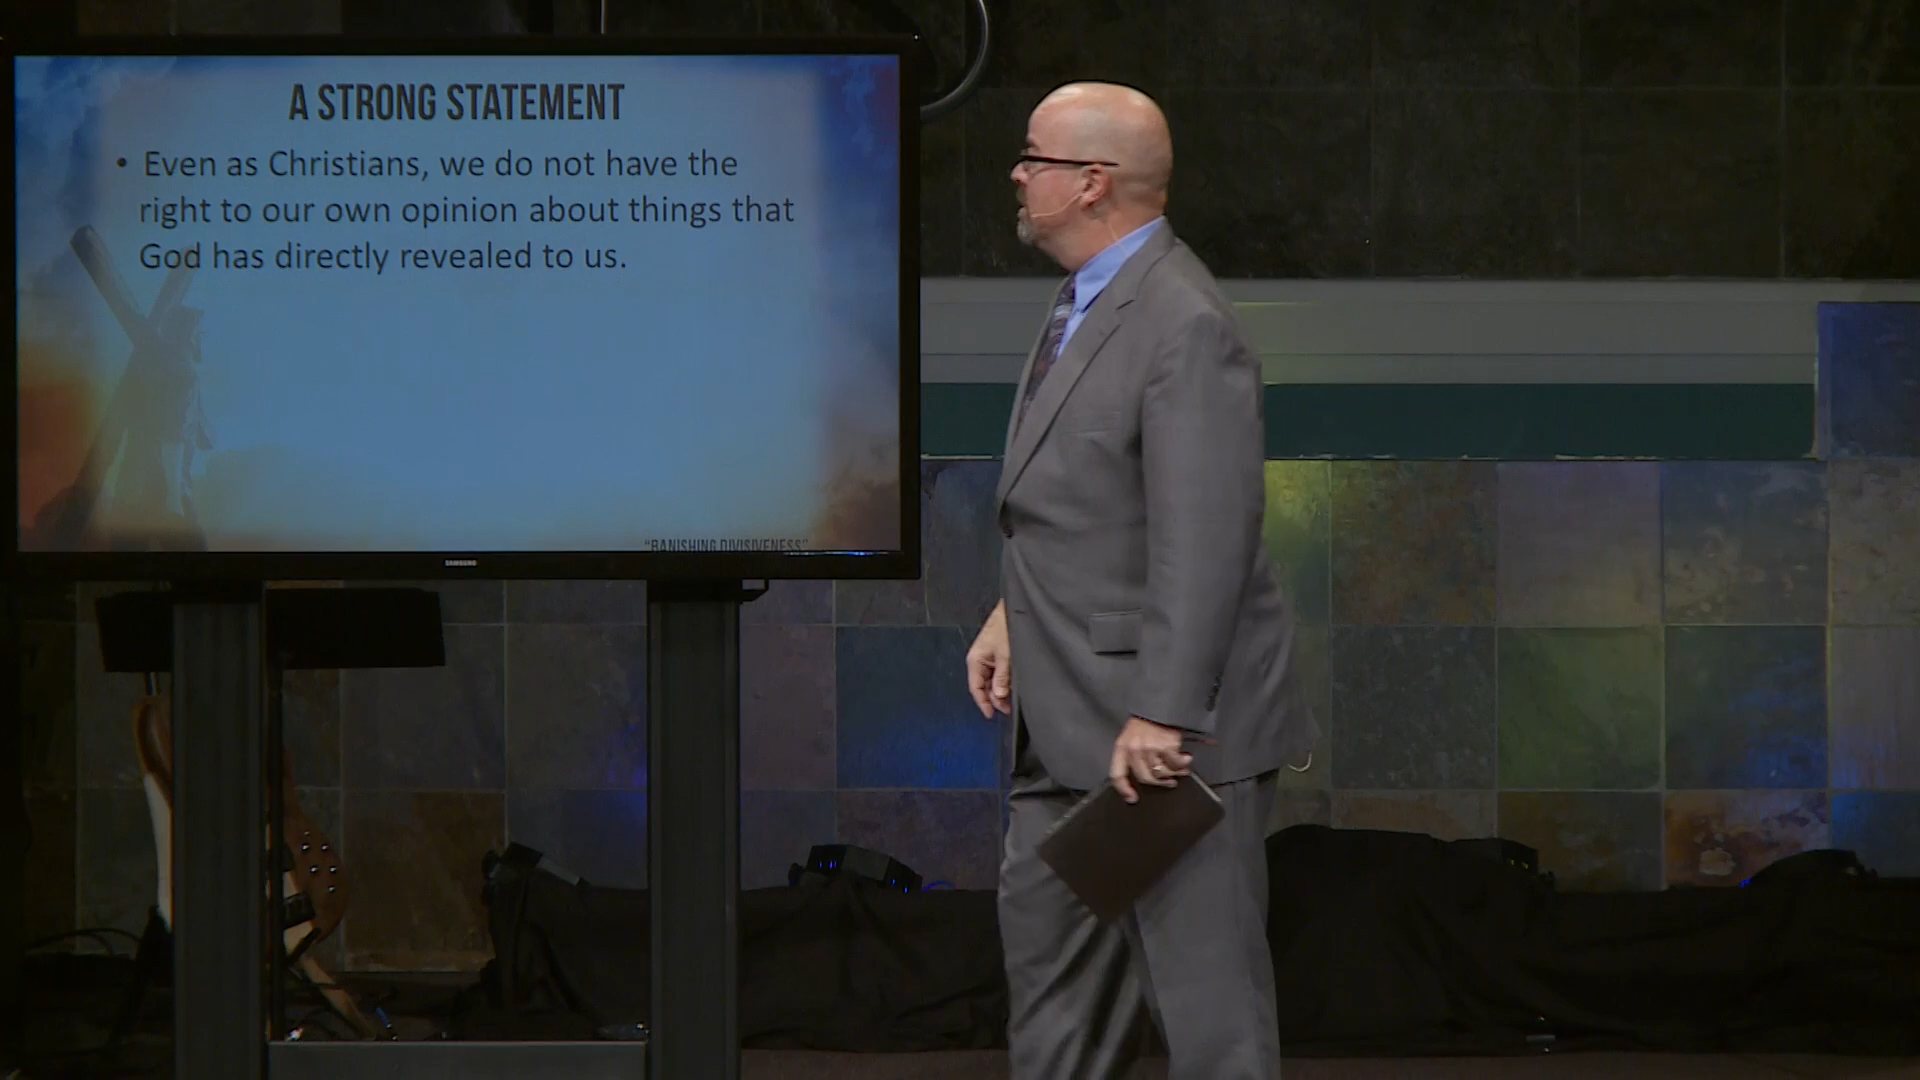 A STRONG STATEMENT
• Even as Christians, we do not have the
right to our own opinion about things that
God has directly revealed to us.
"BANISHING DIVISIVENESS"
SAMSUNG